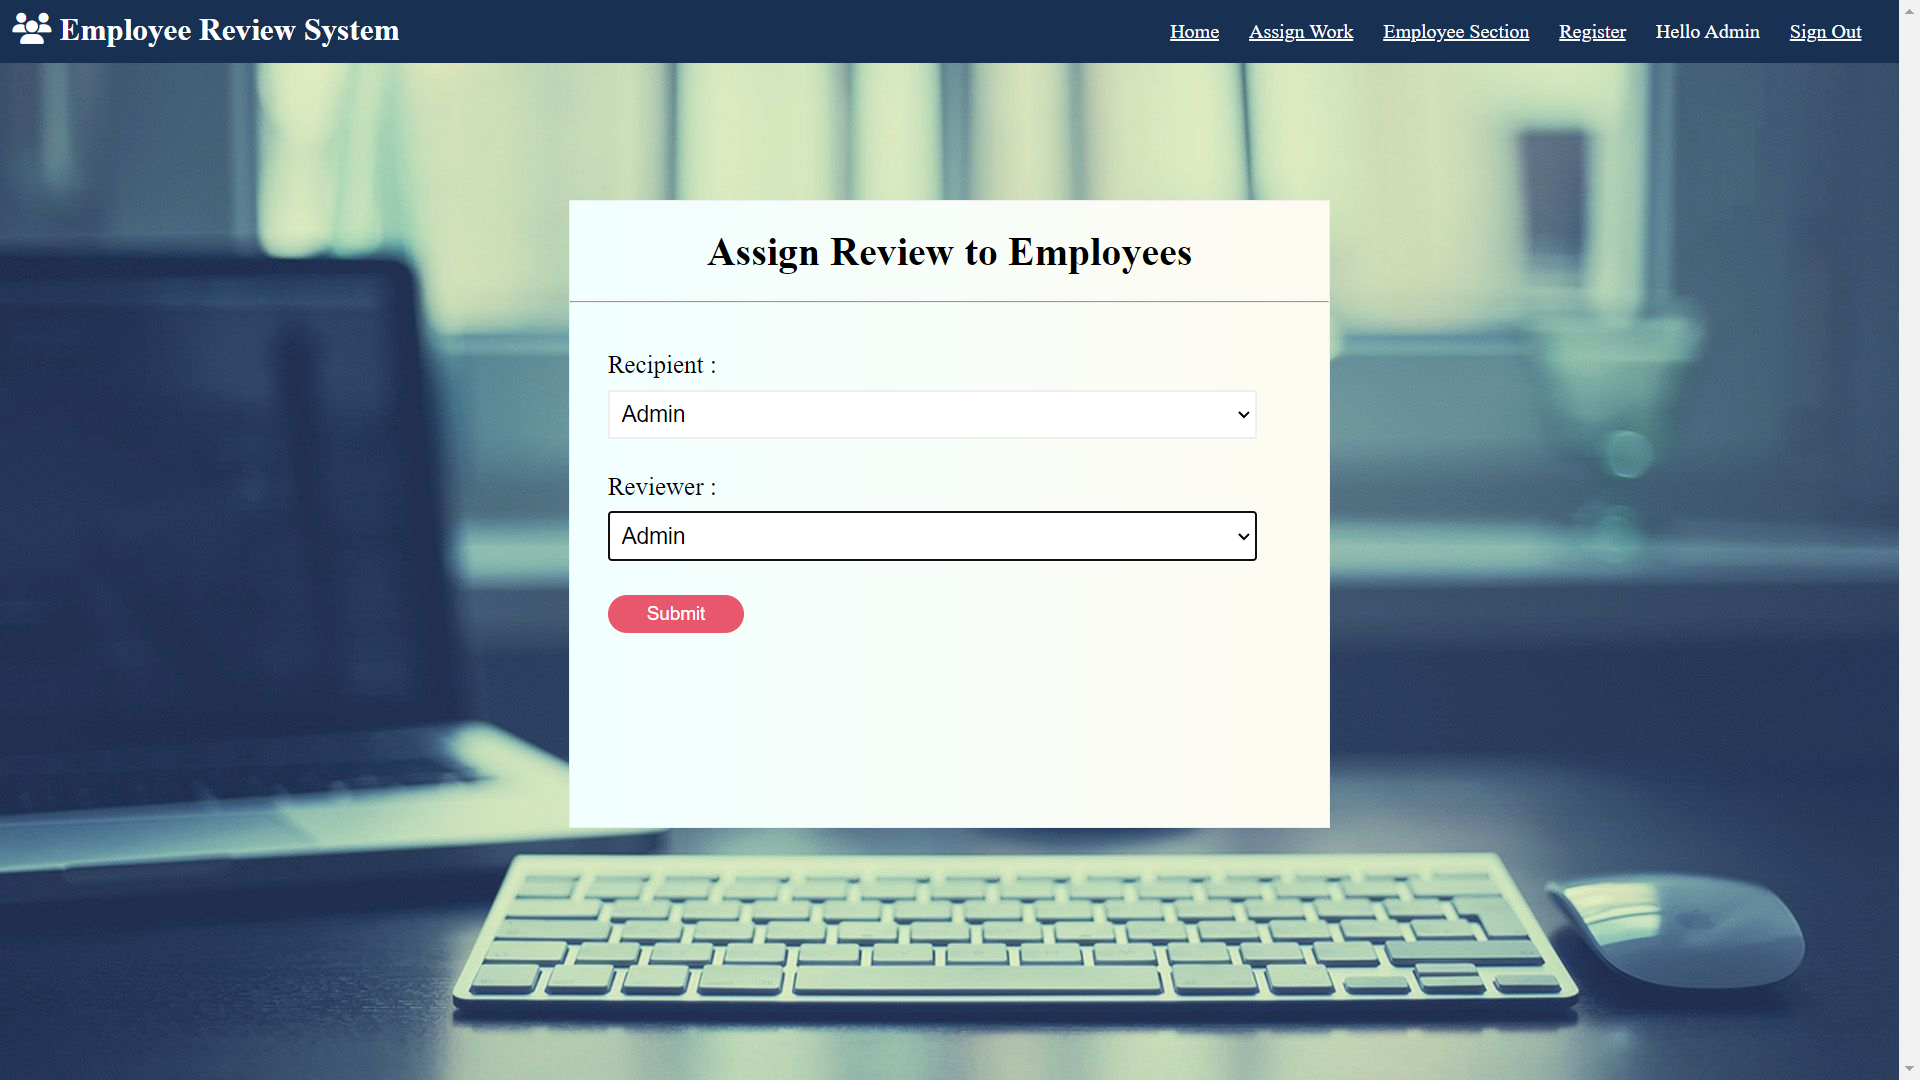 Employee Review System
Home Assign Work Employee Section Register Hello Admin Sign Out
Assign Review to Employees
Recipient :
Admin
Reviewer :
Admin
Submit